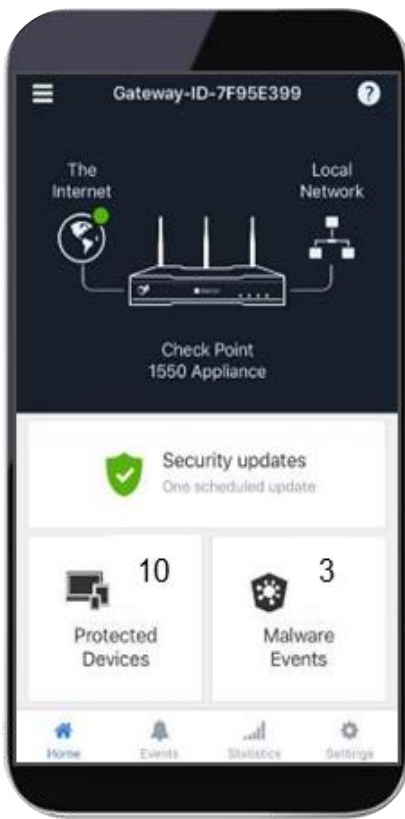 Gateway-ID-7F95E399
?
The
Internet
Local
Network
Check Point
1550 Appliance
Security updates
One scheduled update
10
Protected
Devices
3
Malware
Events
Home
Events
Statistics
Settings